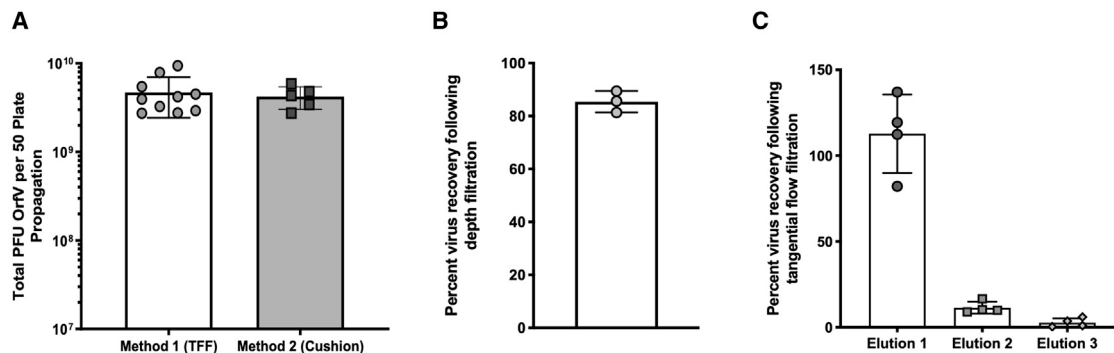 A
Total PFU OrfV per 50 Plate
Propagation
10^10
10^9
10^8
10^7
Method 1 (TFF)
Method 2 (Cushion)
B
Percent virus recovery following
depth filtration
100
80
60
40
20
0
C
Percent virus recovery following
tangential flow filtration
150
100
50
0
Elution 1
Elution 2
Elution 3